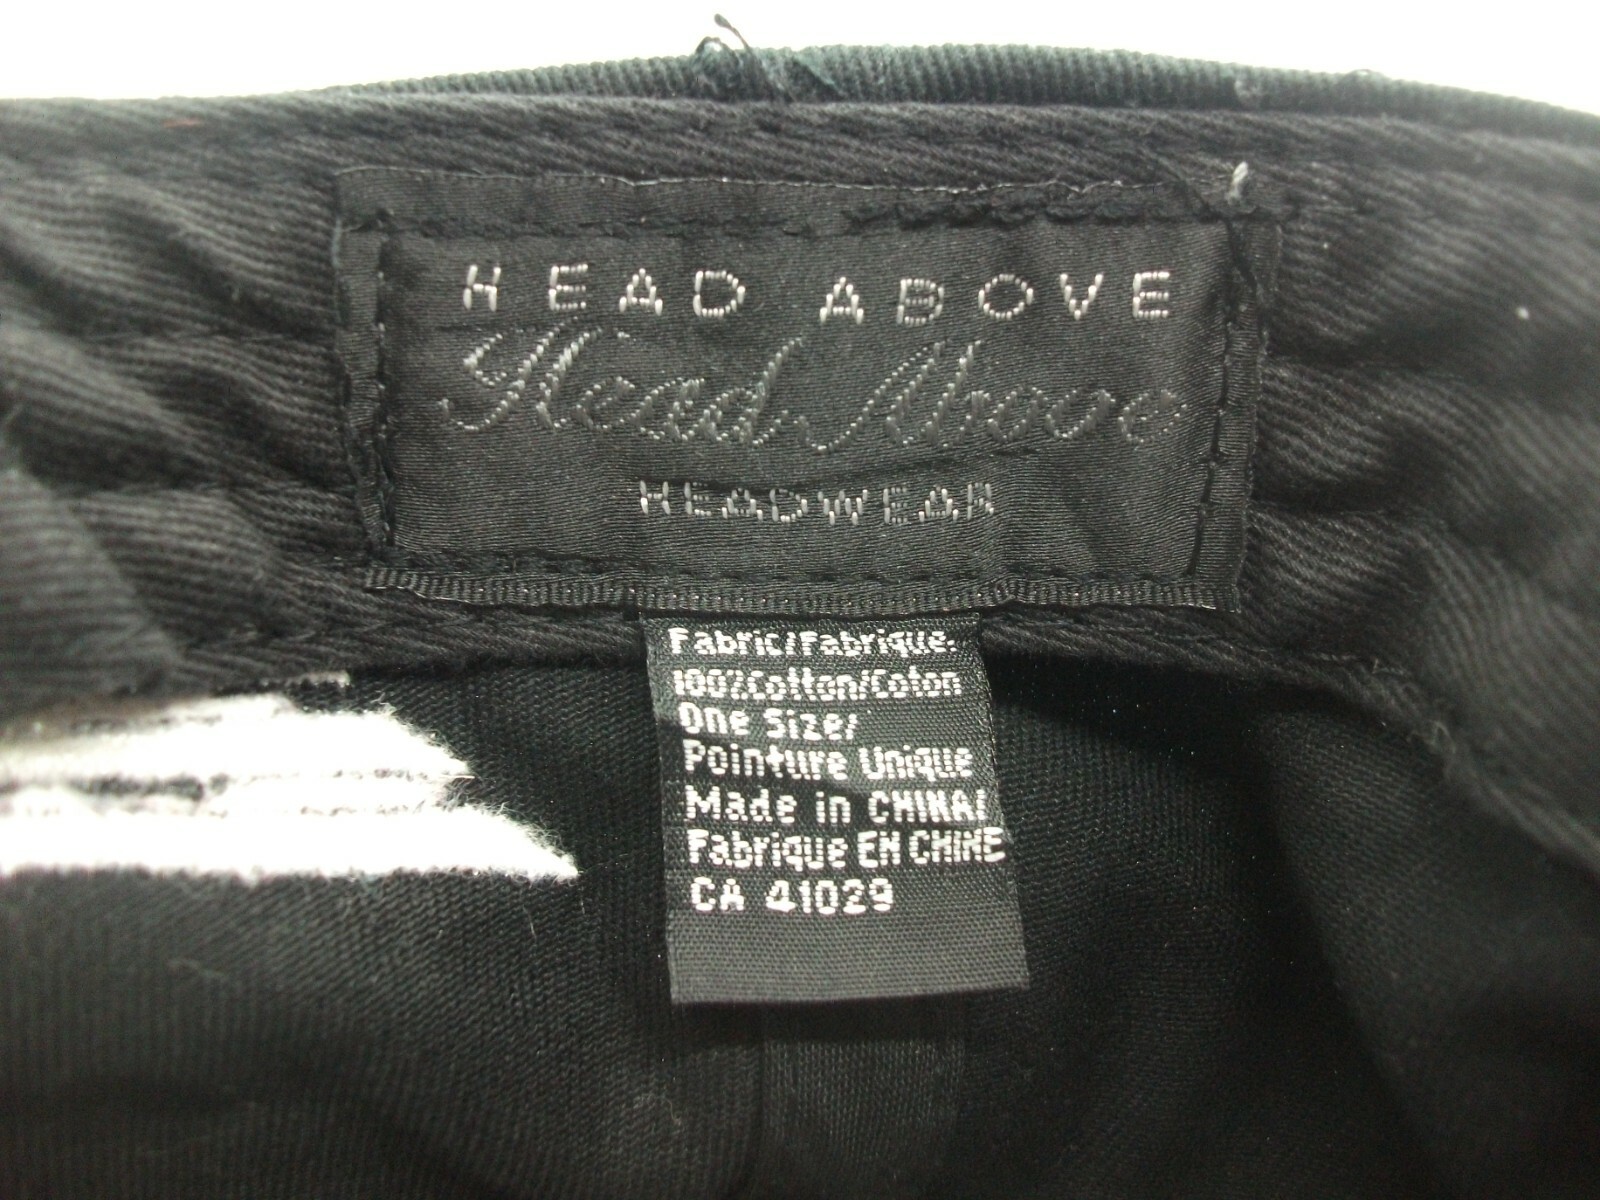 HEAD ABOVE
Head Above
HEADWEAR
Fabric/Fabrique:
100%Cotton/Coton
One Size/
Pointure Unique
Made in CHINA/
Fabrique EN CHINE
CA 41029